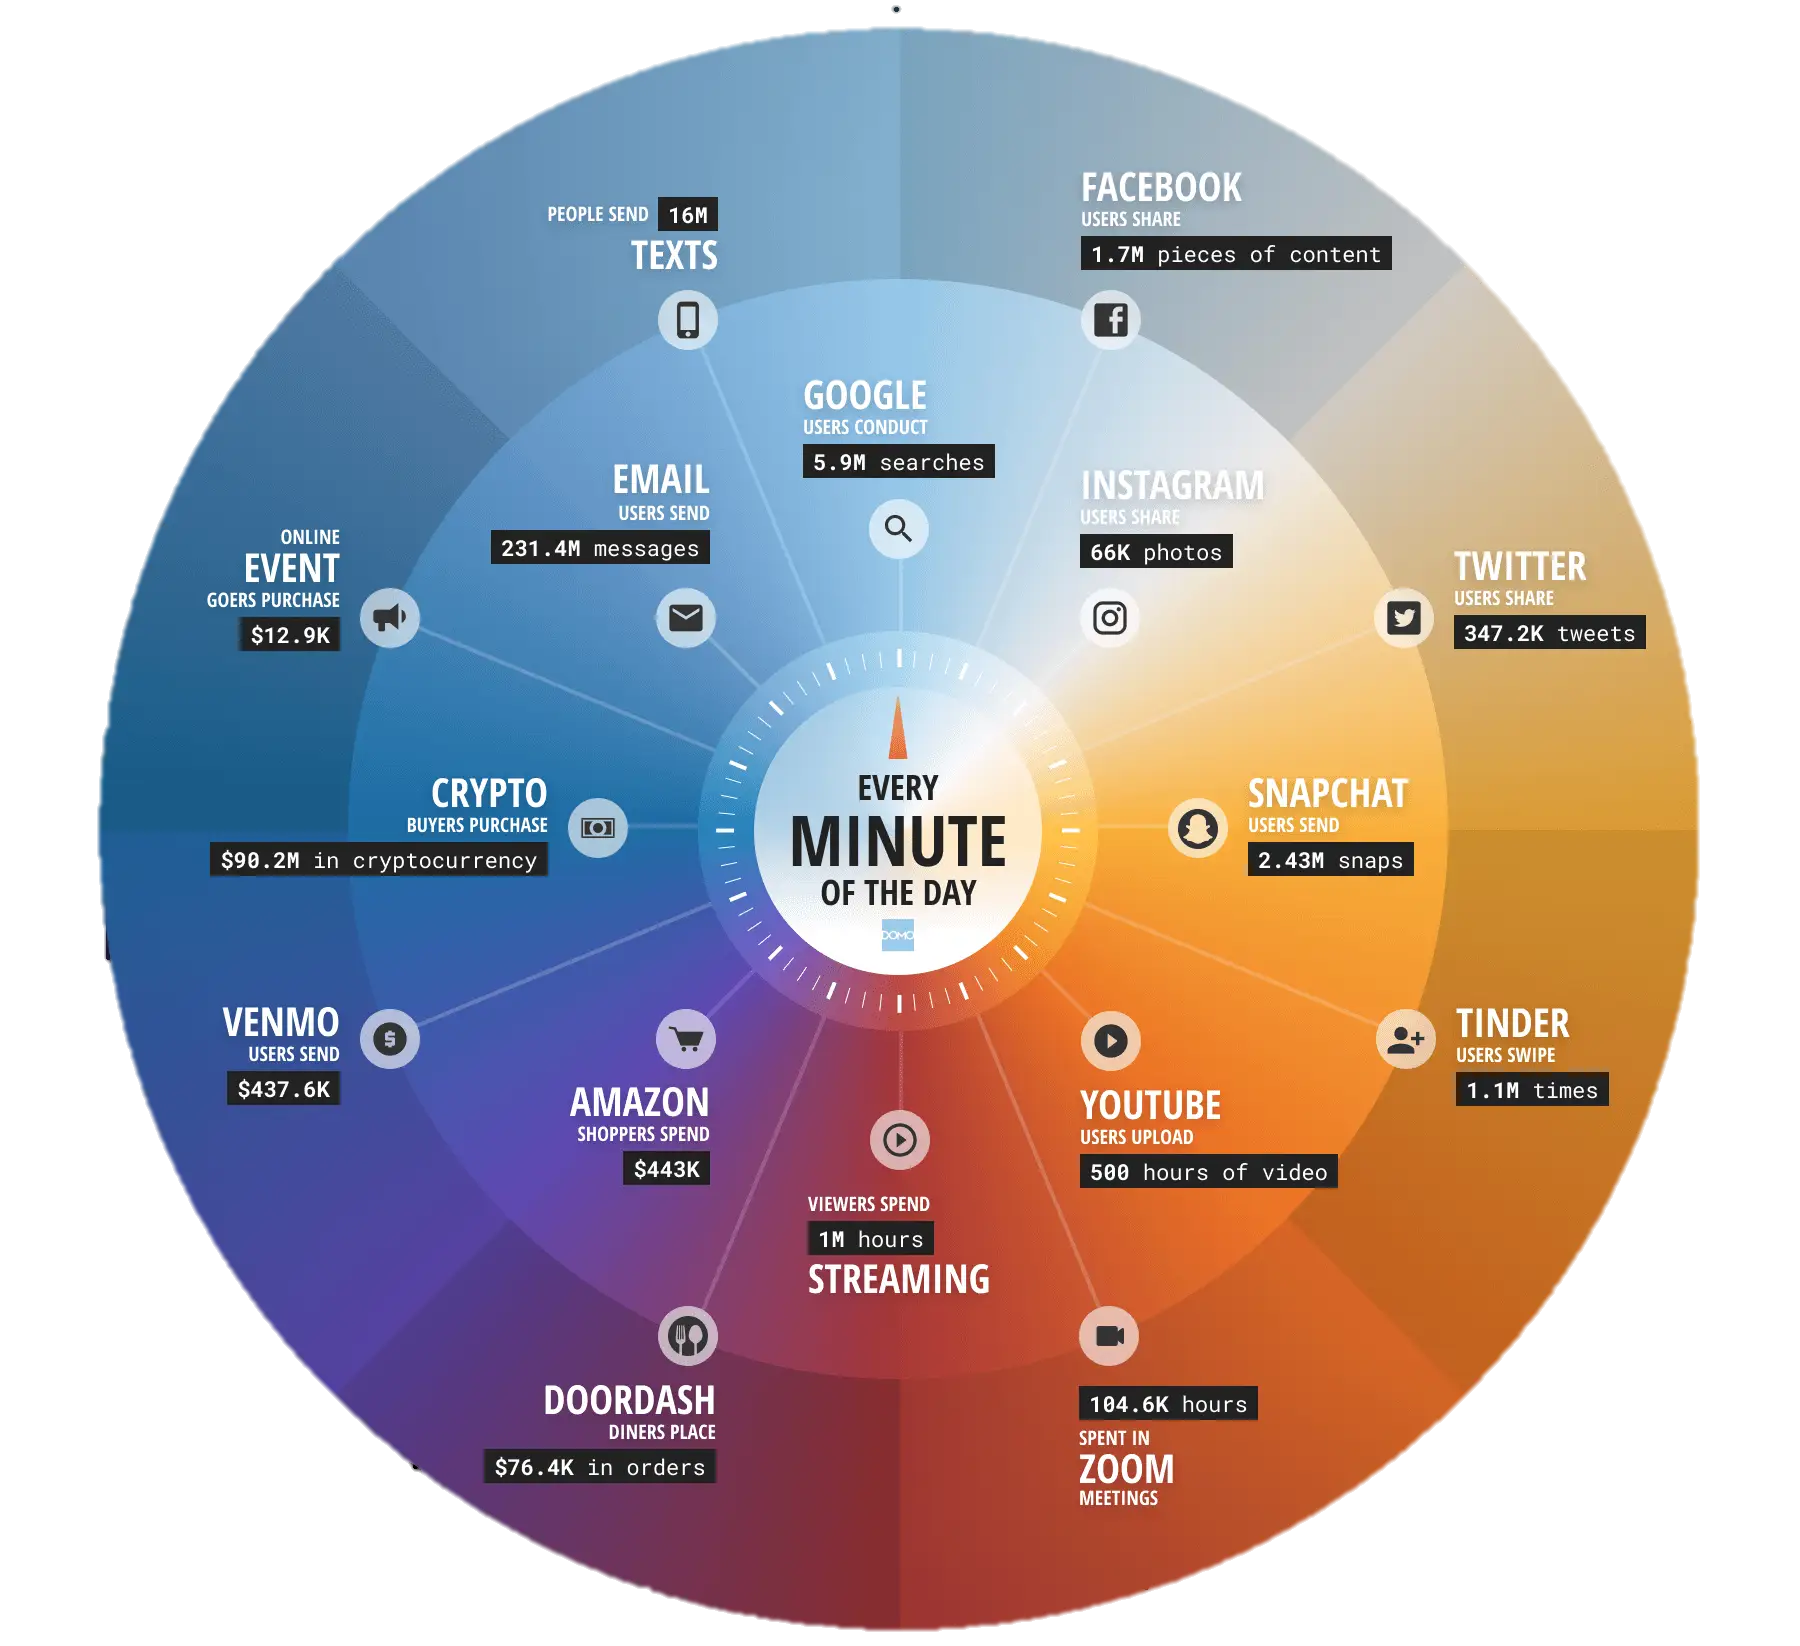 PEOPLE SEND 16M
TEXTS
FACEBOOK
USERS SHARE
1.7M pieces of content
GOOGLE
USERS CONDUCT
5.9M searches
EMAIL
USERS SEND
231.4M messages
INSTAGRAM
USERS SHARE
66K photos
ONLINE
EVENT
GOERS PURCHASE
$12.9K
TWITTER
USERS SHARE
347.2K tweets
CRYPTO
BUYERS PURCHASE
$90.2M in cryptocurrency
EVERY
MINUTE
OF THE DAY
DOMO
SNAPCHAT
USERS SEND
2.43M snaps
VENMO
USERS SEND
$437.6K
AMAZON
SHOPPERS SPEND
$443K
VIEWERS SPEND
1M hours
STREAMING
YOUTUBE
USERS UPLOAD
500 hours of video
TINDER
USERS SWIPE
1.1M times
DOORDASH
DINERS PLACE
$76.4K in orders
104.6K hours
SPENT IN
ZOOM
MEETINGS